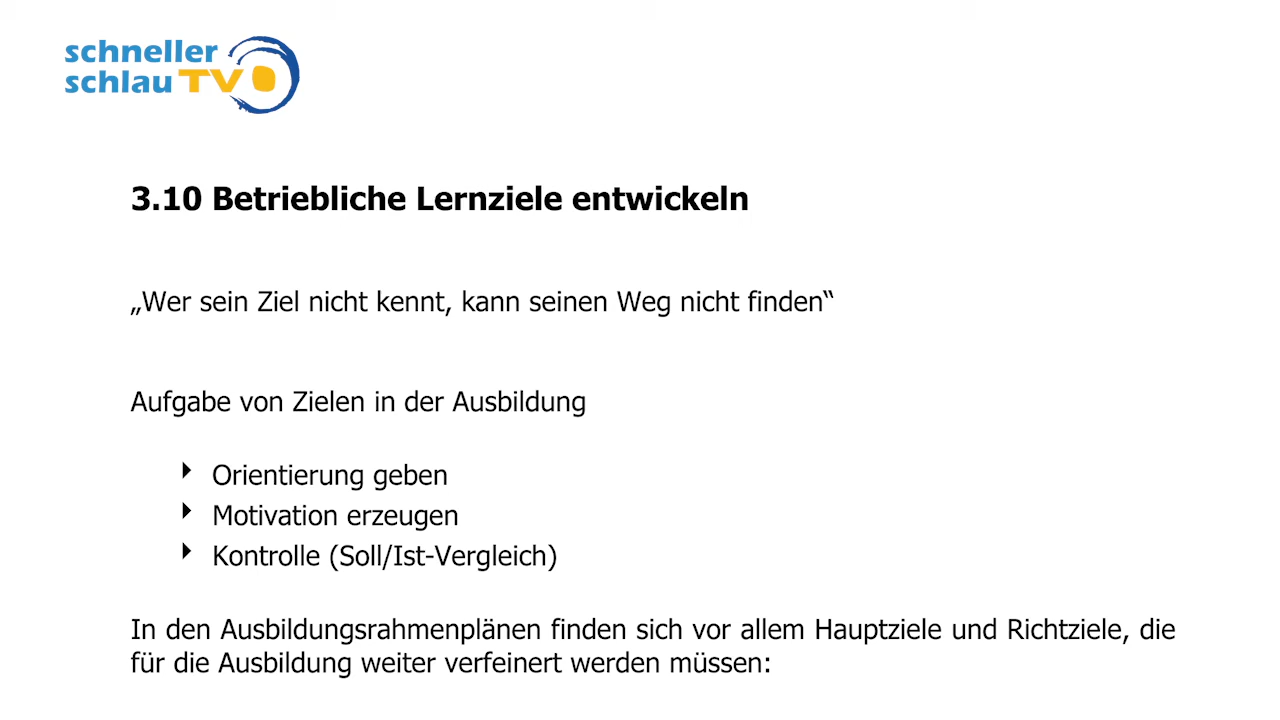 schneller
schlau TV
3.10 Betriebliche Lernziele entwickeln
„Wer sein Ziel nicht kennt, kann seinen Weg nicht finden“
Aufgabe von Zielen in der Ausbildung
Orientierung geben
Motivation erzeugen
Kontrolle (Soll/Ist-Vergleich)
In den Ausbildungsrahmenplänen finden sich vor allem Hauptziele und Richtziele, die
für die Ausbildung weiter verfeinert werden müssen: